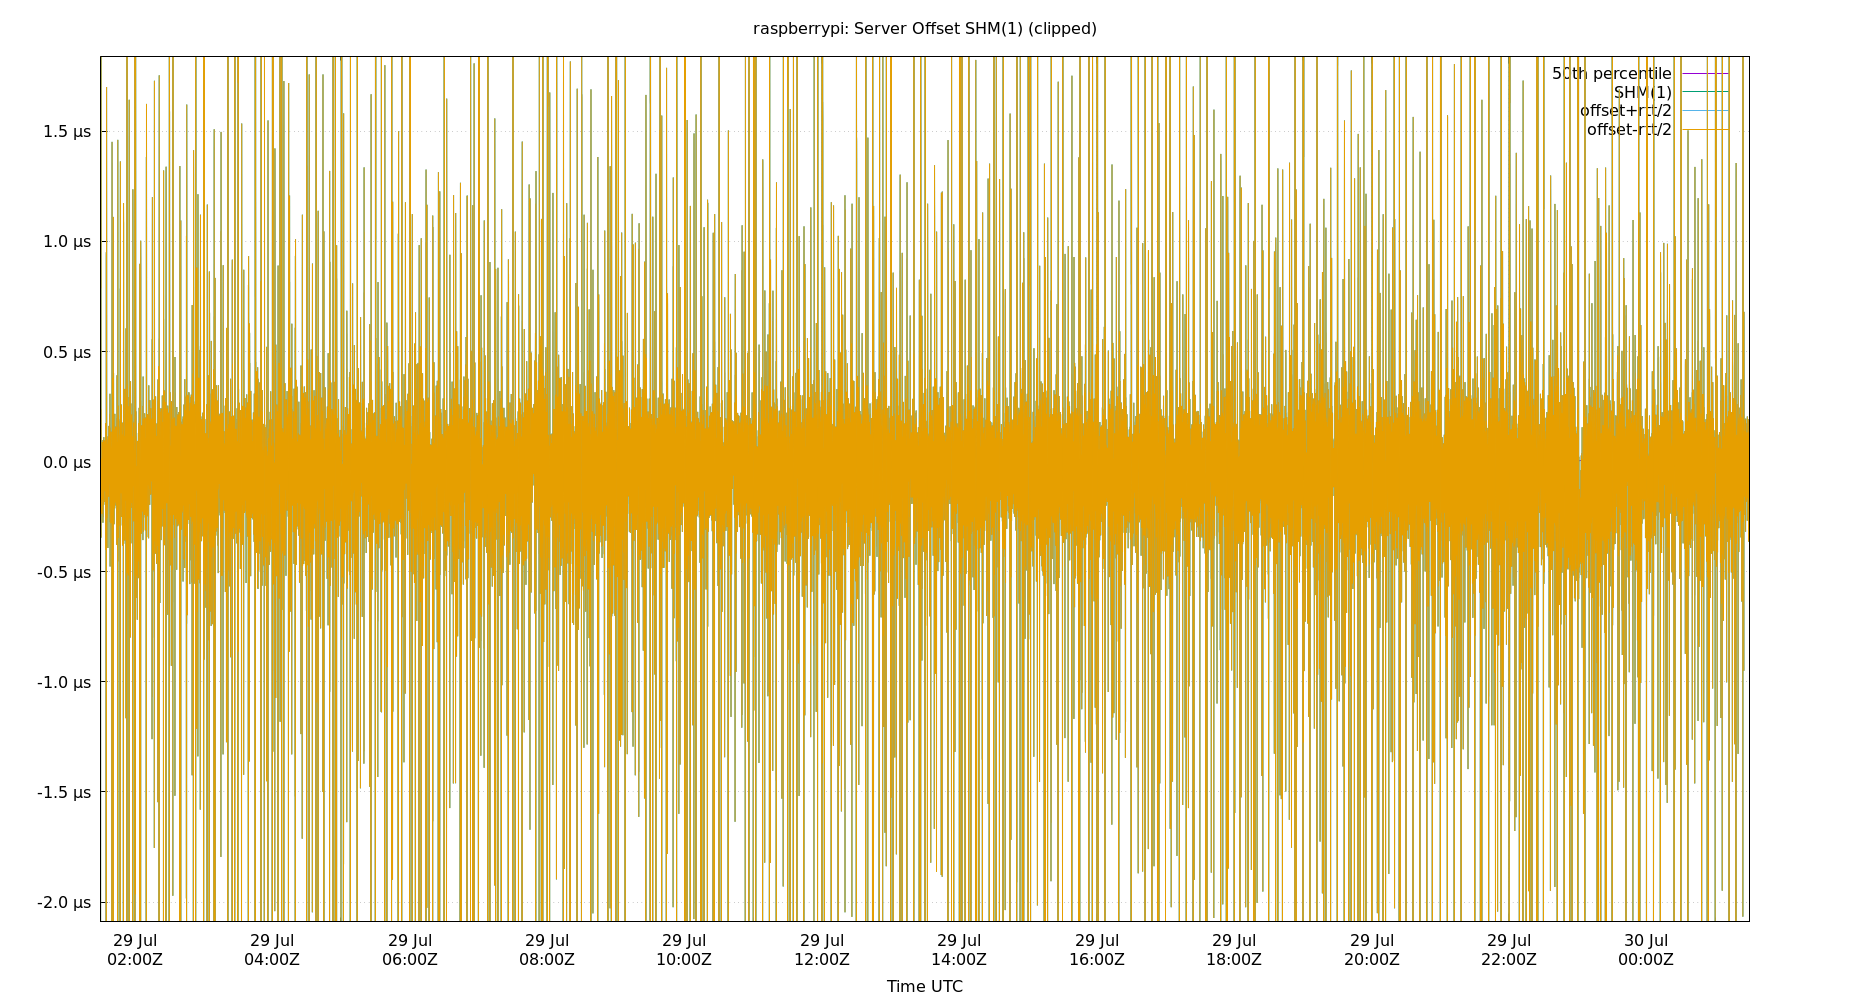 raspberrypi: Server Offset SHM(1) (clipped)
50th percentile
SHM(1)
offset+rtt/2
offset-rtt/2
1.5 µs
1.0 µs
0.5 µs
0.0 µs
-0.5 µs
-1.0 µs
-1.5 µs
-2.0 µs
29 Jul 29 Jul 29 Jul 29 Jul 29 Jul 29 Jul 29 Jul 29 Jul 29 Jul 29 Jul 29 Jul 30 Jul
02:00Z 04:00Z 06:00Z 08:00Z 10:00Z 12:00Z 14:00Z 16:00Z 18:00Z 20:00Z 22:00Z 00:00Z
Time UTC